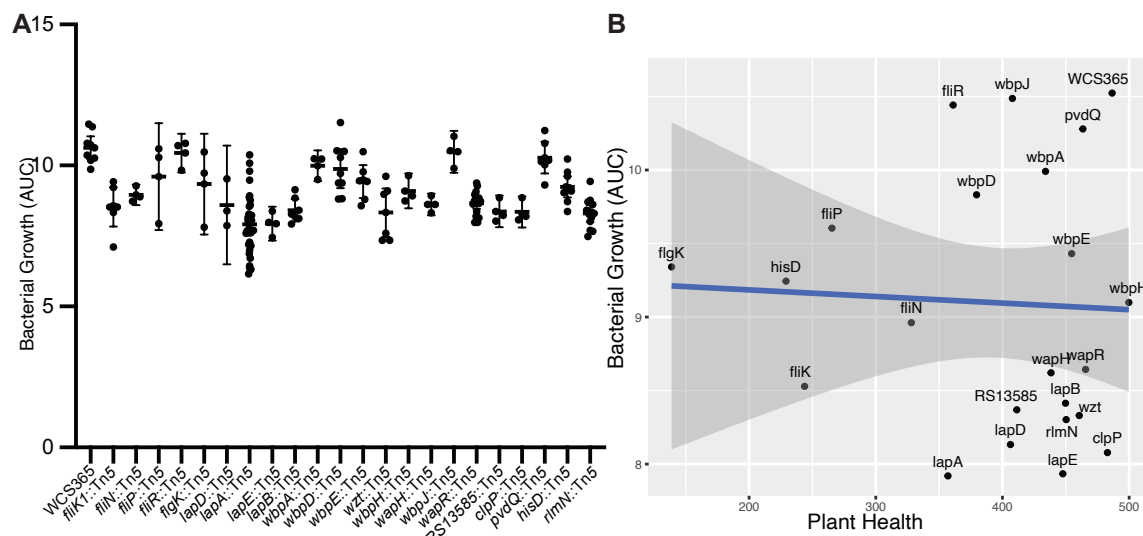 A
15
10
5
0
Bacterial Growth (AUC)
WCS365
fliK1::Tn5
fliN::Tn5
fliP::Tn5
fliR::Tn5
flgK::Tn5
lapD::Tn5
lapA::Tn5
lapE::Tn5
lapB::Tn5
wbpA::Tn5
wbpD::Tn5
wbpE::Tn5
wzt::Tn5
wbpH::Tn5
wapH::Tn5
wbpJ::Tn5
wapR::Tn5
RS13585::Tn5
clpP::Tn5
pvdQ::Tn5
hisD::Tn5
rlmN::Tn5
B
Bacterial Growth (AUC)
10
9
8
WCS365
fliR
wbpJ
pvdQ
wbpA
wbpD
fliP
wbpE
flgK
hisD
wbpH
fliN
wapH
wapR
fliK
RS13585
lapB
wzt
lapD
rlmN
clpP
lapA
lapE
200
300
400
500
Plant Health